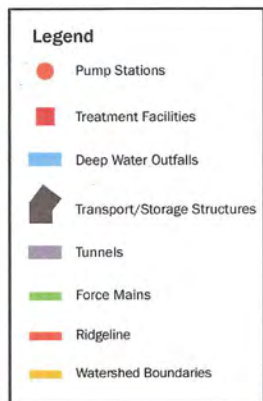 Legend
Pump Stations
Treatment Facilities
Deep Water Outfalls
Transport/Storage Structures
Tunnels
Force Mains
Ridgeline
Watershed Boundaries